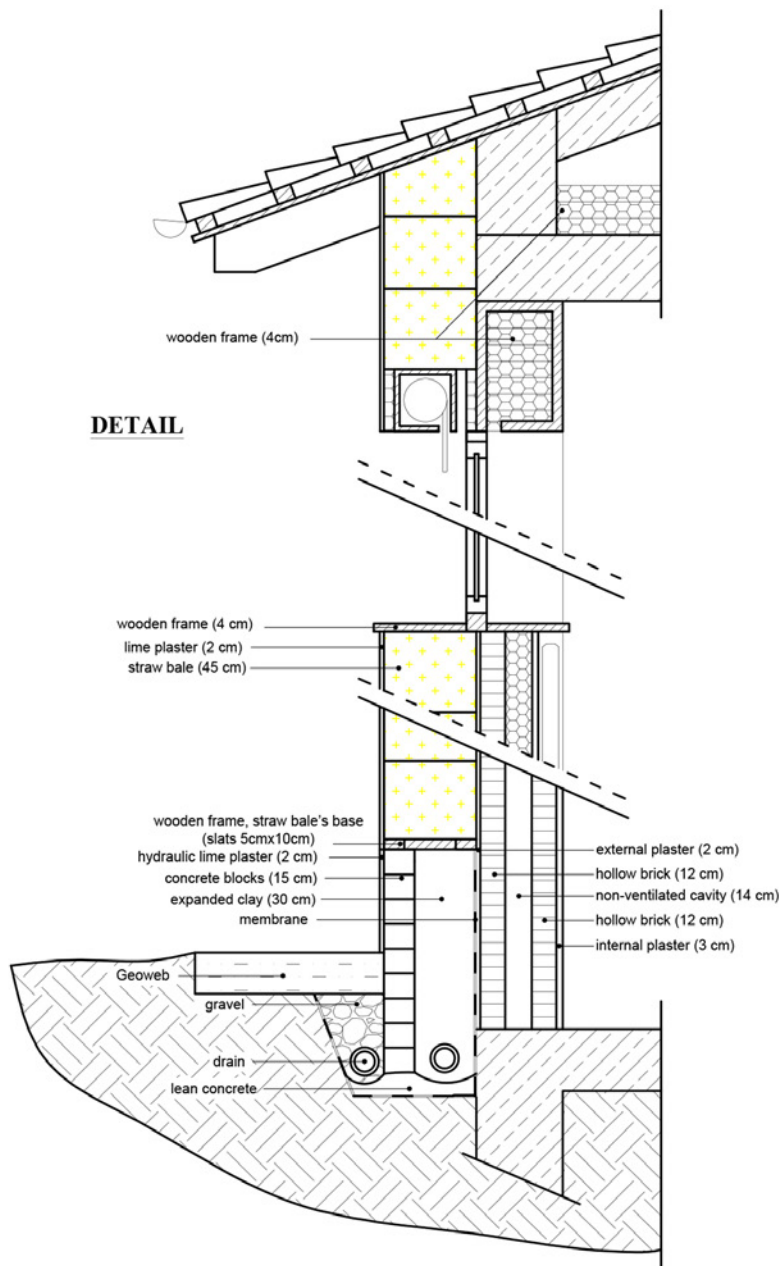 wooden frame (4cm)
DETAIL
wooden frame (4 cm)
lime plaster (2 cm)
straw bale (45 cm)
wooden frame, straw bale's base
(slats 5cmx10cm)
hydraulic lime plaster (2 cm)
concrete blocks (15 cm)
expanded clay (30 cm)
membrane
external plaster (2 cm)
hollow brick (12 cm)
non-ventilated cavity (14 cm)
hollow brick (12 cm)
internal plaster (3 cm)
Geoweb
gravel
drain
lean concrete